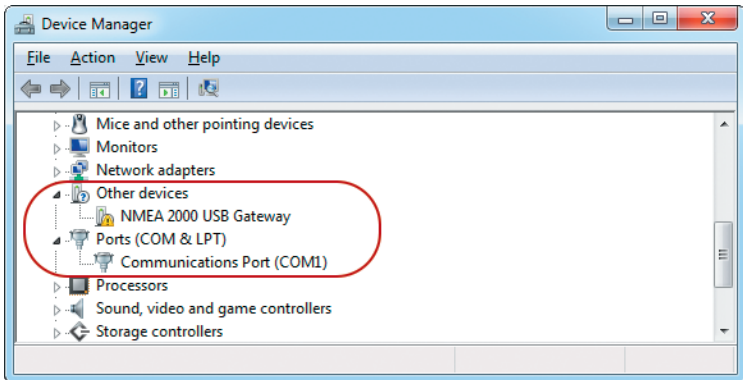 Device Manager
File Action View Help
Mice and other pointing devices
Monitors
Network adapters
Other devices
NMEA 2000 USB Gateway
Ports (COM & LPT)
Communications Port (COM1)
Processors
Sound, video and game controllers
Storage controllers